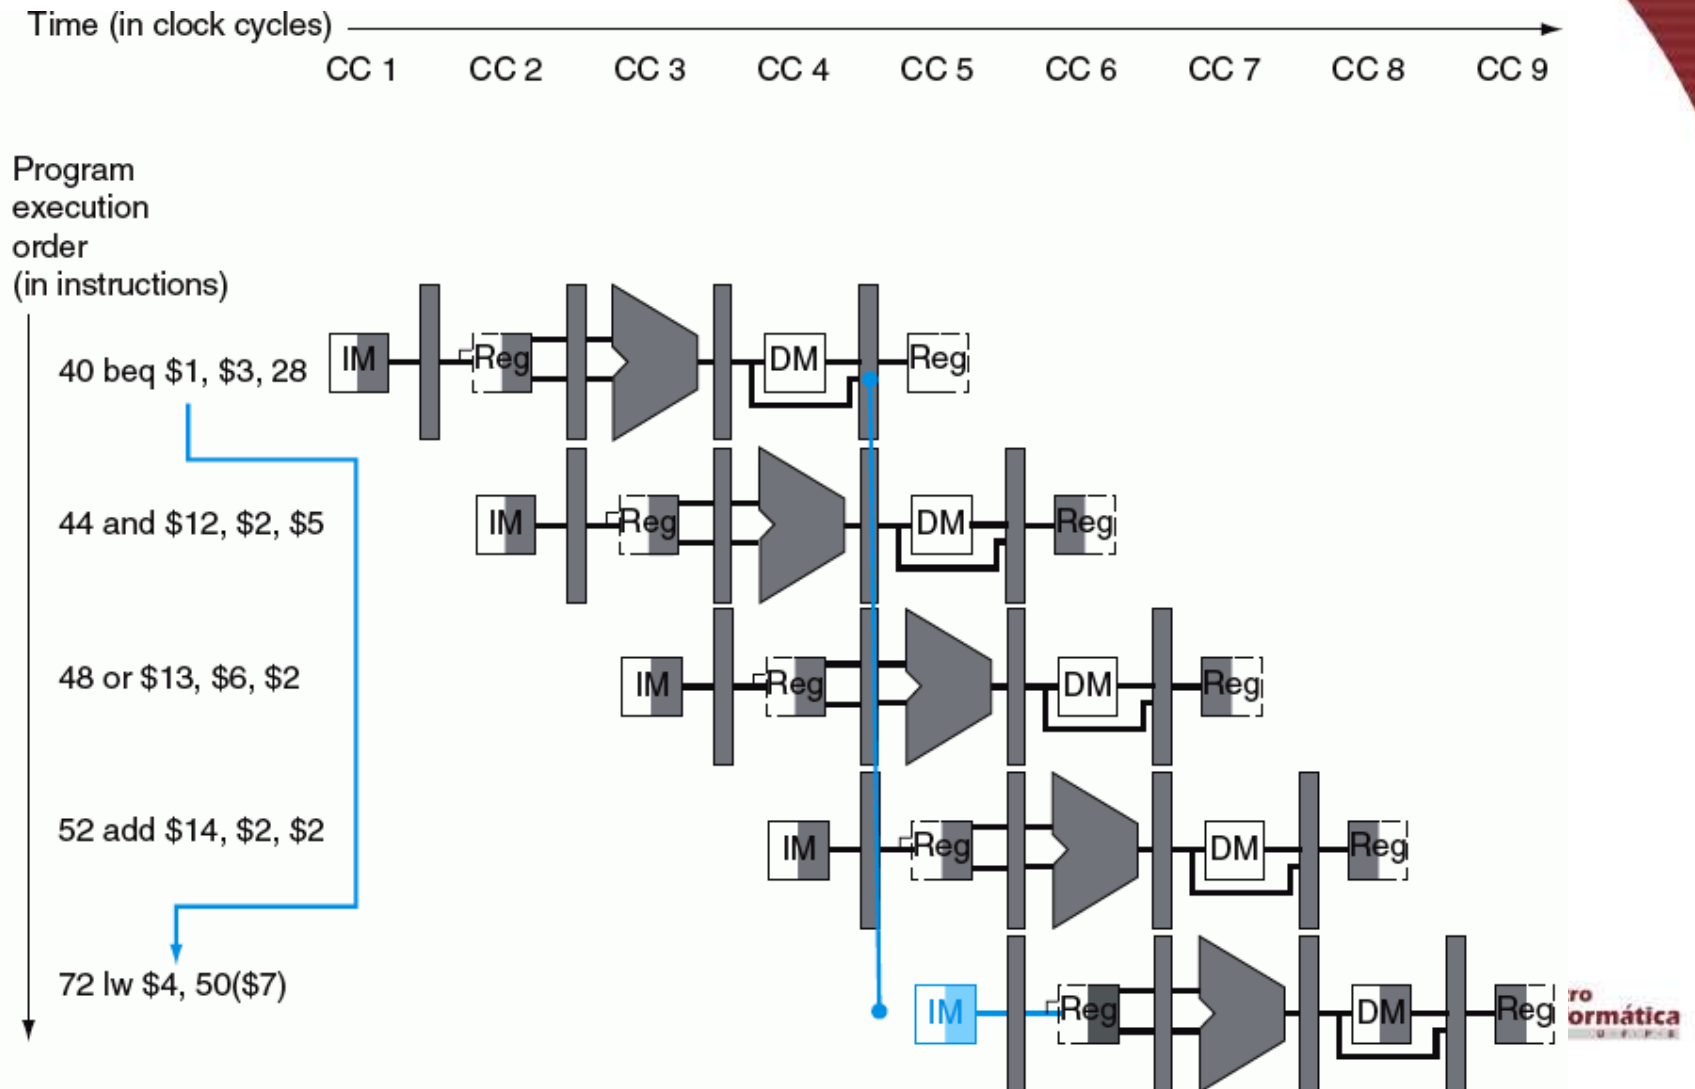 Time (in clock cycles)
CC 1 CC 2 CC 3 CC 4 CC 5 CC 6 CC 7 CC 8 CC 9
Program
execution
order
(in instructions)
40 beq $1, $3, 28 IM Reg DM Reg
44 and $12, $2, $5 IM Reg DM Reg
48 or $13, $6, $2 IM Reg DM Reg
52 add $14, $2, $2 IM Reg DM Reg
72 lw $4, 50($7) IM Reg DM Reg
ro
ormática
U F P E